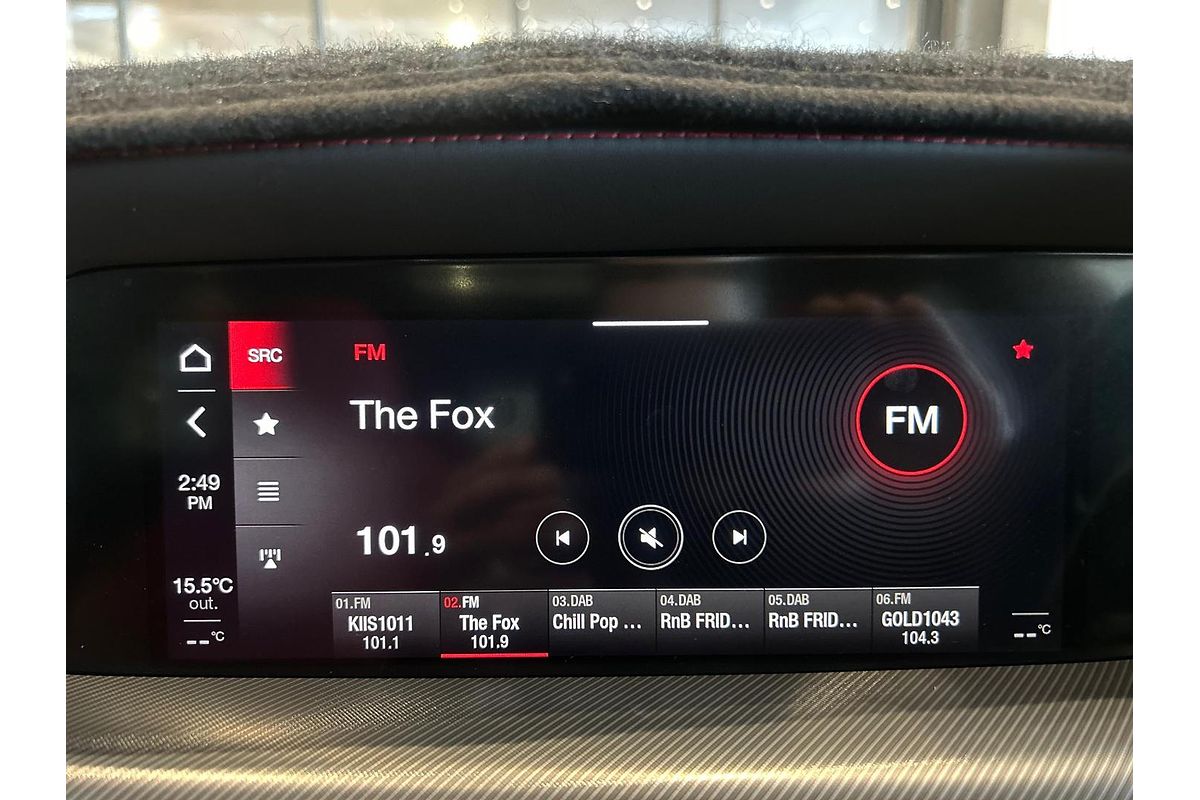 SRC
FM
The Fox
FM
2:49
PM
101.9
15.5°C
out.
--°C
01.FM
KIIS1011
101.1
02.FM
The Fox
101.9
03.DAB
Chill Pop ...
04.DAB
RnB FRID...
05.DAB
RnB FRID...
06.FM
GOLD1043
104.3
--°C